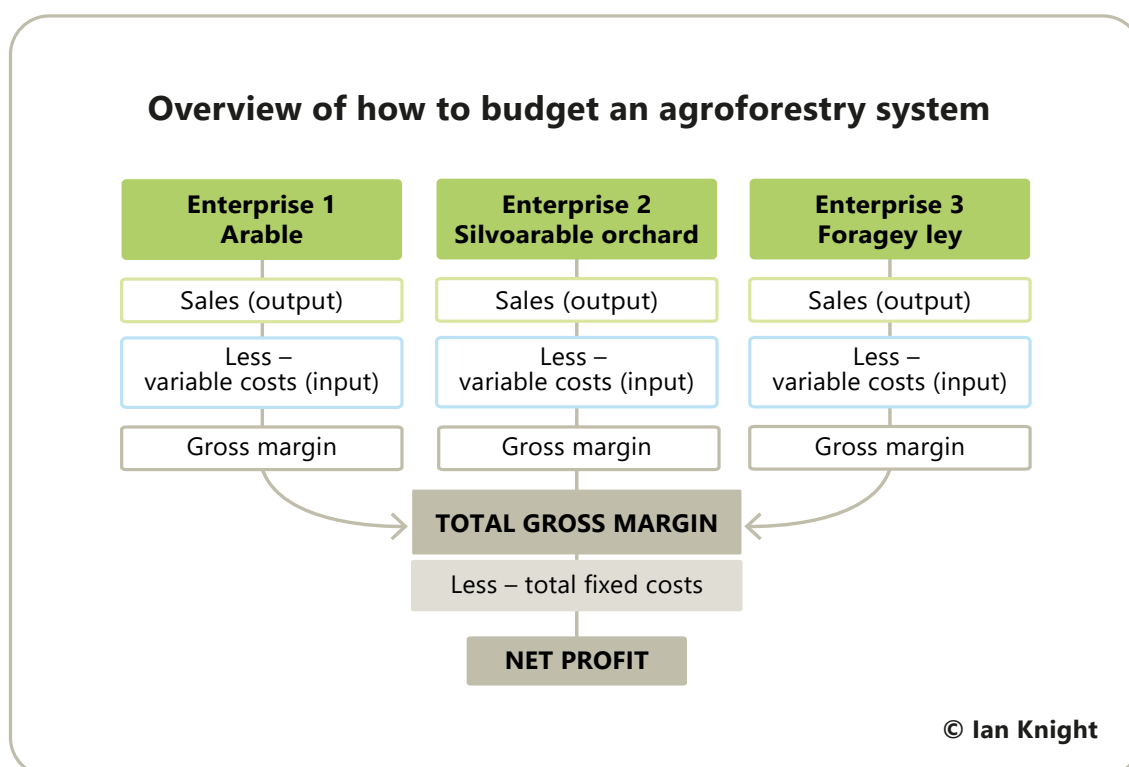 Overview of how to budget an agroforestry system
Enterprise 1
Arable
Sales (output)
Less –
variable costs (input)
Gross margin
Enterprise 2
Silvoarable orchard
Sales (output)
Less –
variable costs (input)
Gross margin
Enterprise 3
Foragey ley
Sales (output)
Less –
variable costs (input)
Gross margin
TOTAL GROSS MARGIN
Less – total fixed costs
NET PROFIT
© Ian Knight